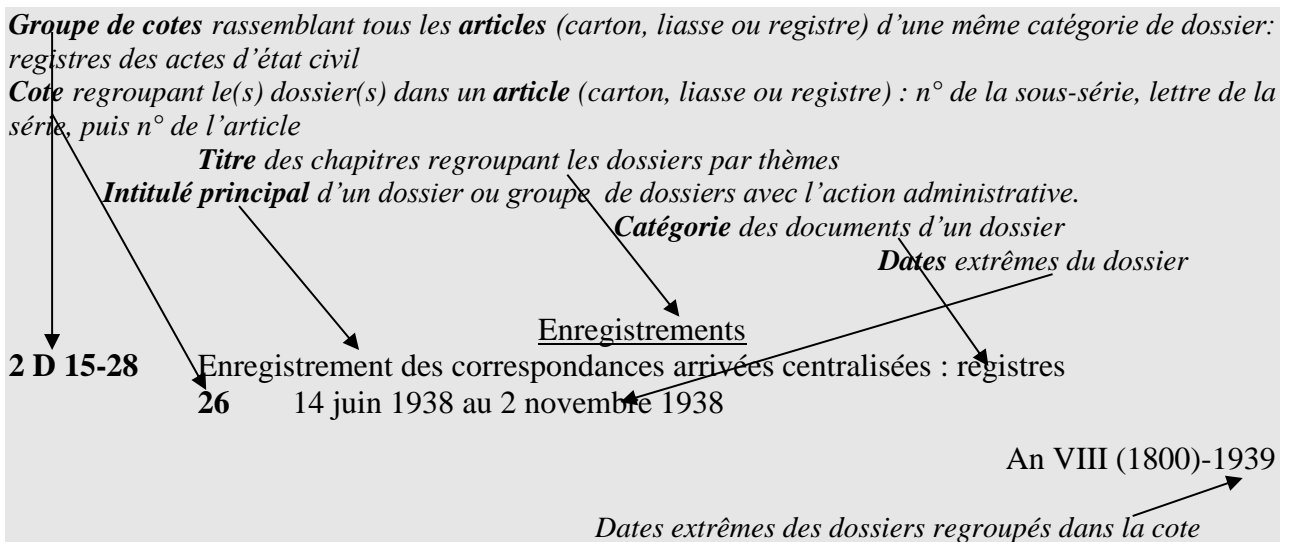 Groupe de cotes rassemblant tous les articles (carton, liasse ou registre) d’une même catégorie de dossier:
registres des actes d’état civil
Cote regroupant le(s) dossier(s) dans un article (carton, liasse ou registre) : n° de la sous-série, lettre de la
série, puis n° de l’article
Titre des chapitres regroupant les dossiers par thèmes
Intitulé principal d’un dossier ou groupe de dossiers avec l’action administrative.
Catégorie des documents d’un dossier
Dates extrêmes du dossier
Enregistrements
2 D 15-28 Enregistrement des correspondances arrivées centralisées : registres
26 14 juin 1938 au 2 novembre 1938
An VIII (1800)-1939
Dates extrêmes des dossiers regroupés dans la cote